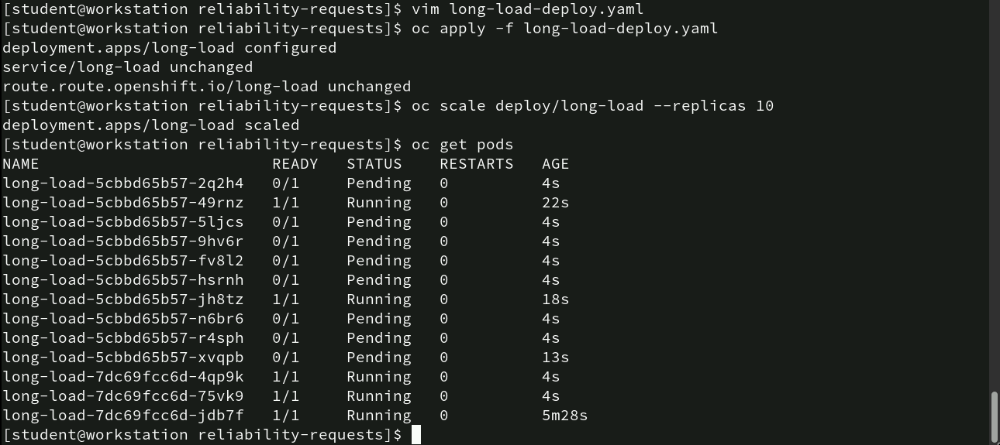 [student@workstation reliability-requests]$ vim long-load-deploy.yaml
[student@workstation reliability-requests]$ oc apply -f long-load-deploy.yaml
deployment.apps/long-load configured
service/long-load unchanged
route.route.openshift.io/long-load unchanged
[student@workstation reliability-requests]$ oc scale deploy/long-load --replicas 10
deployment.apps/long-load scaled
[student@workstation reliability-requests]$ oc get pods
NAME                         READY   STATUS    RESTARTS   AGE
long-load-5cbbd65b57-2q2h4   0/1     Pending   0          4s
long-load-5cbbd65b57-49rnz   1/1     Running   0          22s
long-load-5cbbd65b57-5ljcs   0/1     Pending   0          4s
long-load-5cbbd65b57-9hv6r   0/1     Pending   0          4s
long-load-5cbbd65b57-fv8l2   0/1     Pending   0          4s
long-load-5cbbd65b57-hsrnh   0/1     Pending   0          4s
long-load-5cbbd65b57-jh8tz   1/1     Running   0          18s
long-load-5cbbd65b57-n6br6   0/1     Pending   0          4s
long-load-5cbbd65b57-r4sph   0/1     Pending   0          4s
long-load-5cbbd65b57-xvqpb   0/1     Pending   0          13s
long-load-7dc69fcc6d-4qp9k   1/1     Running   0          4s
long-load-7dc69fcc6d-75vk9   1/1     Running   0          4s
long-load-7dc69fcc6d-jdb7f   1/1     Running   0          5m28s
[student@workstation reliability-requests]$